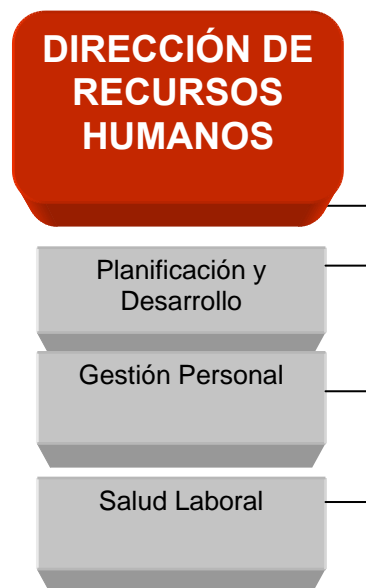 DIRECCIÓN DE
RECURSOS
HUMANOS
Planificación y
Desarrollo
Gestión Personal
Salud Laboral